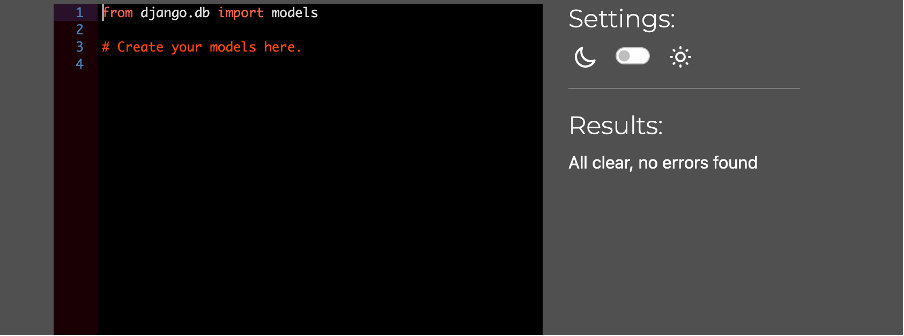 1 from django.db import models
2
3 # Create your models here.
4
Settings:
Results:
All clear, no errors found